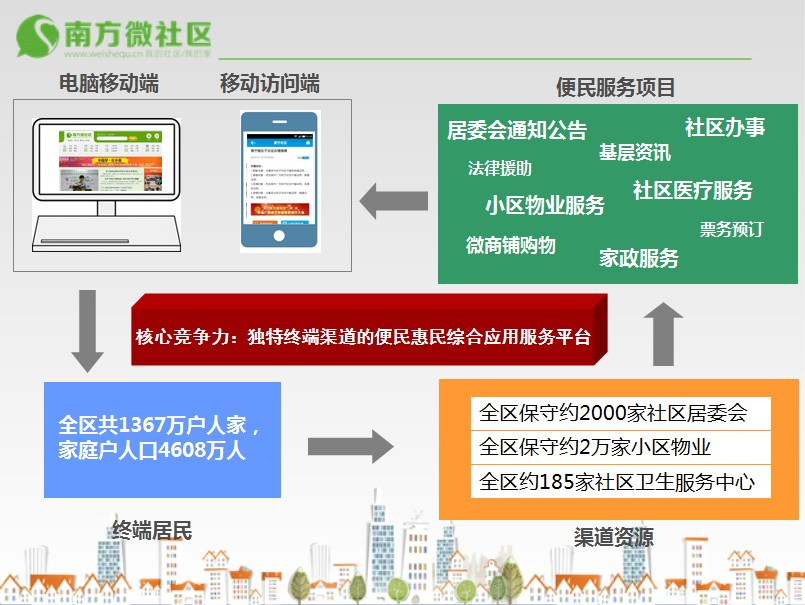 南方微社区
www.weishequ.cn 我的社区/我的家
电脑移动端
移动访问端
便民服务项目
居委会通知公告
社区办事
基层资讯
法律援助
社区医疗服务
小区物业服务
票务预订
微商铺购物
家政服务
核心竞争力：独特终端渠道的便民惠民综合应用服务平台
全区共1367万户人家，
家庭户人口4608万人
全区保守约2000家社区居委会
全区保守约2万家小区物业
全区约185家社区卫生服务中心
终端居民
渠道资源